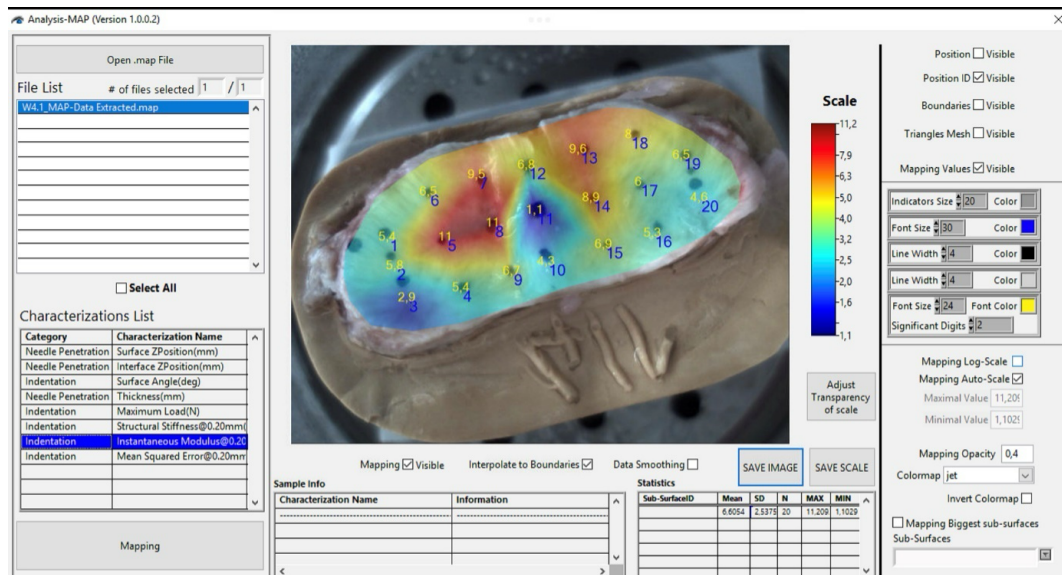 Analysis-MAP (Version 1.0.0.2)
Open .map File
File List
# of files selected 1 / 1
W4.1_MAP-Data Extracted.map
Select All
Characterizations List
Category Characterization Name
Needle Penetration Surface ZPosition(mm)
Needle Penetration Interface ZPosition(mm)
Indentation Surface Angle(deg)
Needle Penetration Thickness(mm)
Indentation Maximum Load(N)
Indentation Structural Stiffness@0.20mm(
Indentation Instantaneous Modulus@0.20
Indentation Mean Squared Error@0.20mm
Mapping
5,4 1
5,8 2
2,9 3
5,4 4
11 5
6,5 6
9,5 7
11 8
6,7 9
4,3 10
1,1 11
6,8 12
9,6 13
8,9 14
6,9 15
5,3 16
6, 17
8 18
6,5 19
4,6 20
Scale
11,2
7,9
6,3
5,0
4,0
3,2
2,5
2,0
1,6
1,1
Adjust
Transparency
of scale
Mapping Visible
Interpolate to Boundaries
Data Smoothing
SAVE IMAGE
SAVE SCALE
Sample Info
Characterization Name Information
Statistics
Sub-SurfaceID Mean SD N MAX MIN
6,6054 2,5375 20 11,209 1,1029
Position Visible
Position ID Visible
Boundaries Visible
Triangles Mesh Visible
Mapping Values Visible
Indicators Size 20 Color
Font Size 30 Color
Line Width 4 Color
Line Width 4 Color
Font Size 24 Font Color
Significant Digits 2
Mapping Log-Scale
Mapping Auto-Scale
Maximal Value 11,209
Minimal Value 1,1029
Mapping Opacity 0,4
Colormap jet
Invert Colormap
Mapping Biggest sub-surfaces
Sub-Surfaces